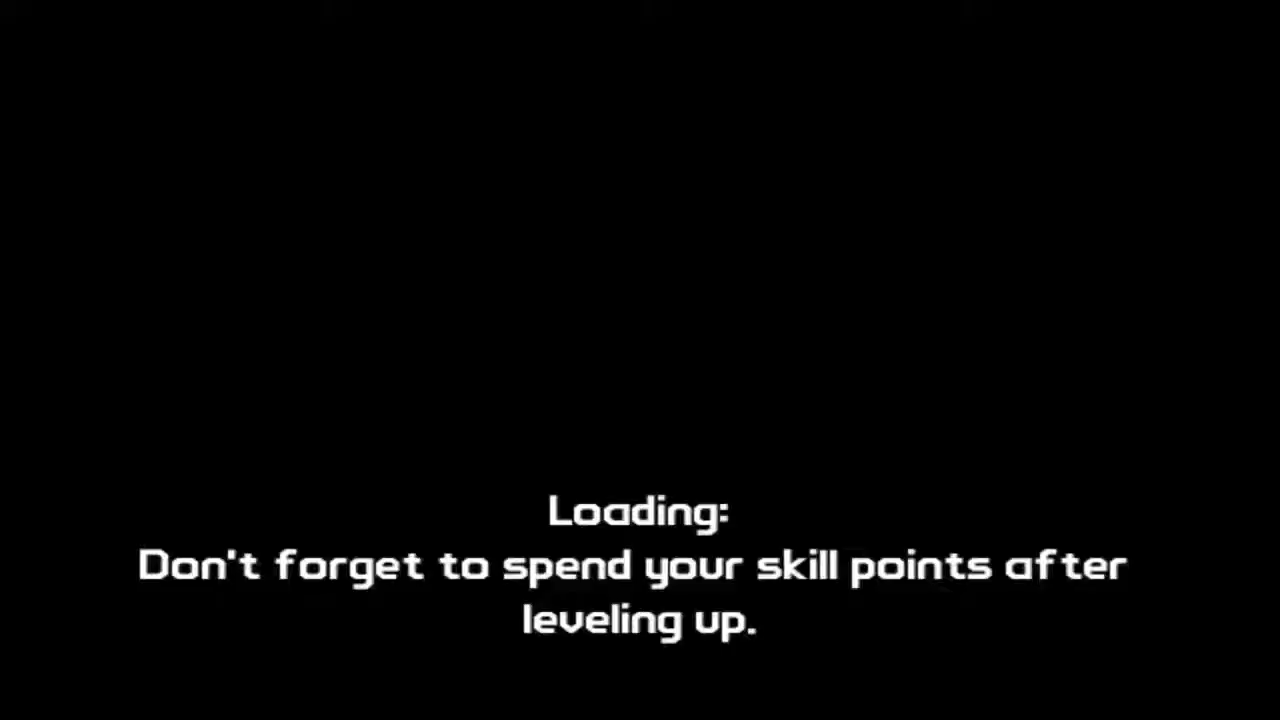 Loading:
Don't forget to spend your skill points after
leveling up.